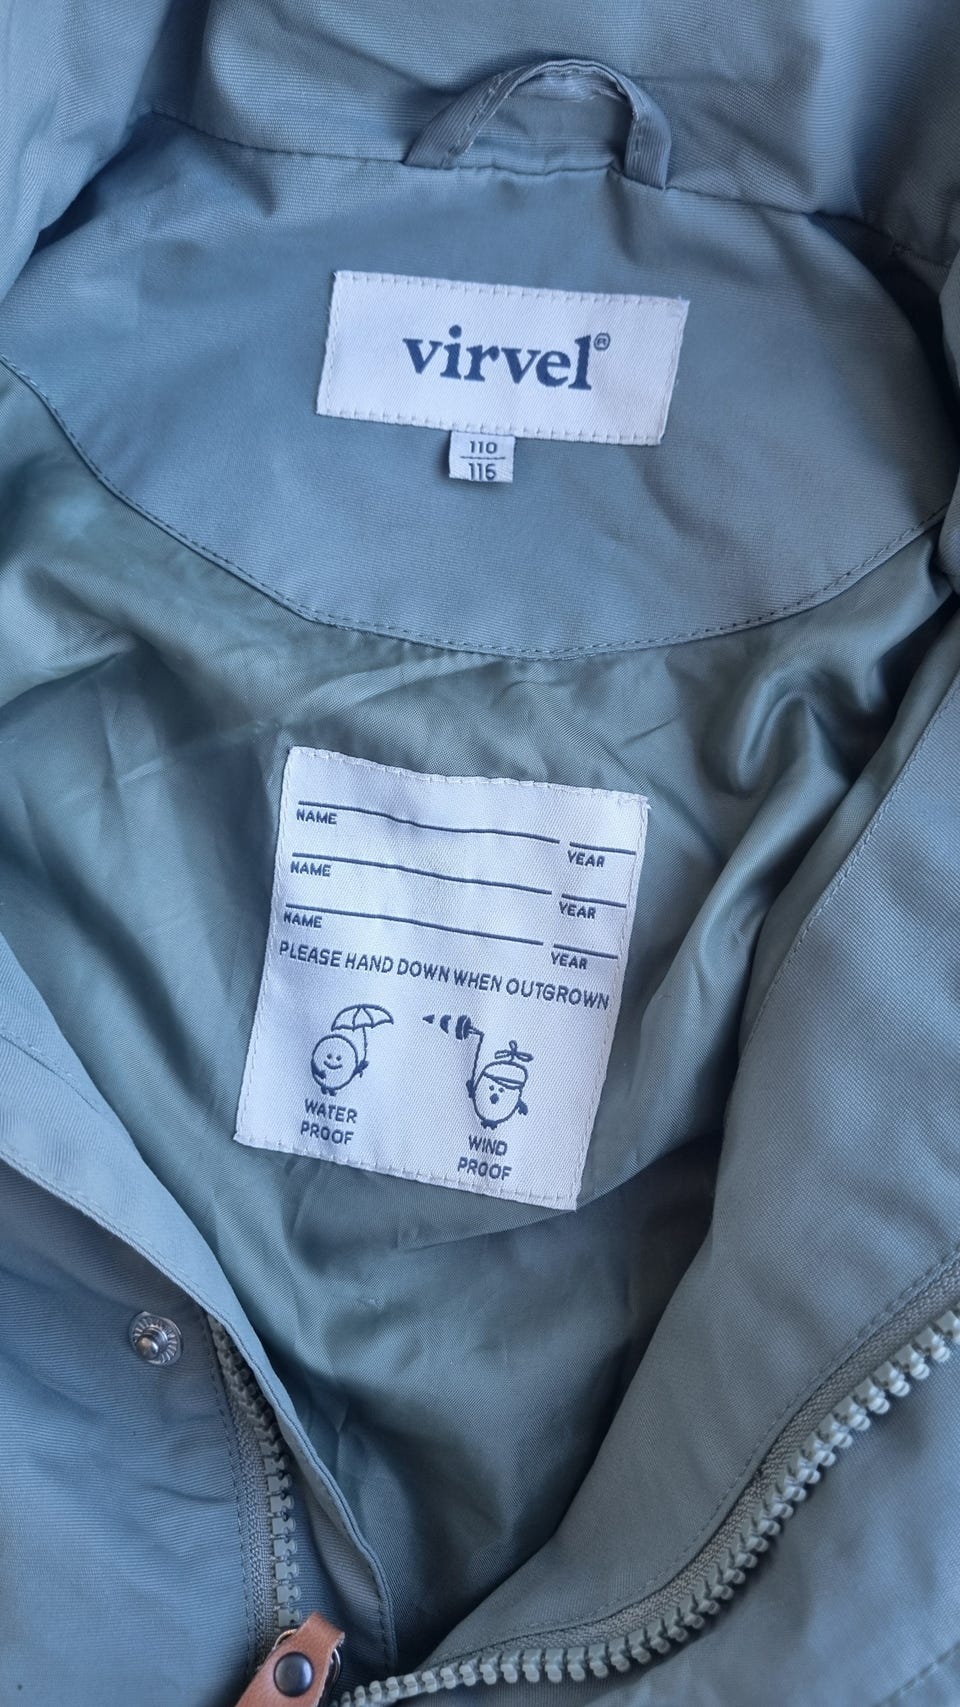 virvel®
110
116
NAME YEAR
NAME YEAR
NAME YEAR
PLEASE HAND DOWN WHEN OUTGROWN
WATER
PROOF
WIND
PROOF